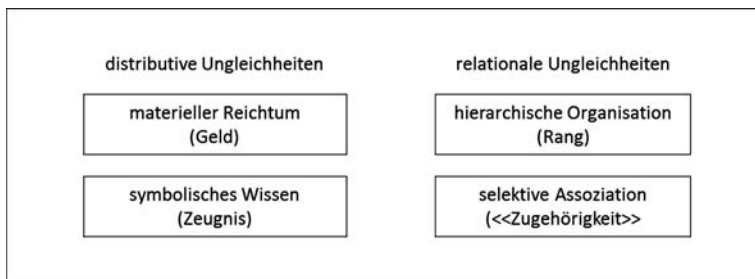 distributive Ungleichheiten
relationale Ungleichheiten
materieller Reichtum
(Geld)
hierarchische Organisation
(Rang)
symbolisches Wissen
(Zeugnis)
selektive Assoziation
(<<Zugehörigkeit>>